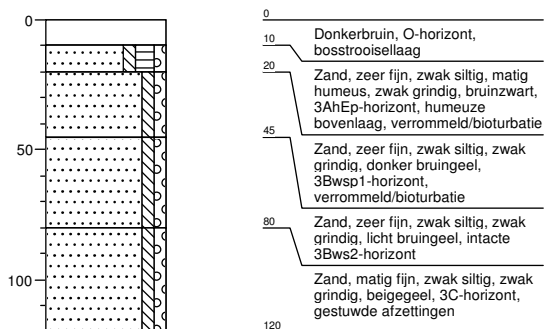 0
50
100
0
Donkerbruin, O-horizont,
bosstrooisellaag
10
Zand, zeer fijn, zwak siltig, matig
humeus, zwak grindig, bruinzwart,
3AhEp-horizont, humeuze
bovenlaag, verrommeld/bioturbatie
20
Zand, zeer fijn, zwak siltig, zwak
grindig, donker bruingeel,
3Bwsp1-horizont,
verrommeld/bioturbatie
45
Zand, zeer fijn, zwak siltig, zwak
grindig, licht bruingeel, intacte
3Bws2-horizont
80
Zand, matig fijn, zwak siltig, zwak
grindig, beigegeel, 3C-horizont,
gestuwde afzettingen
120